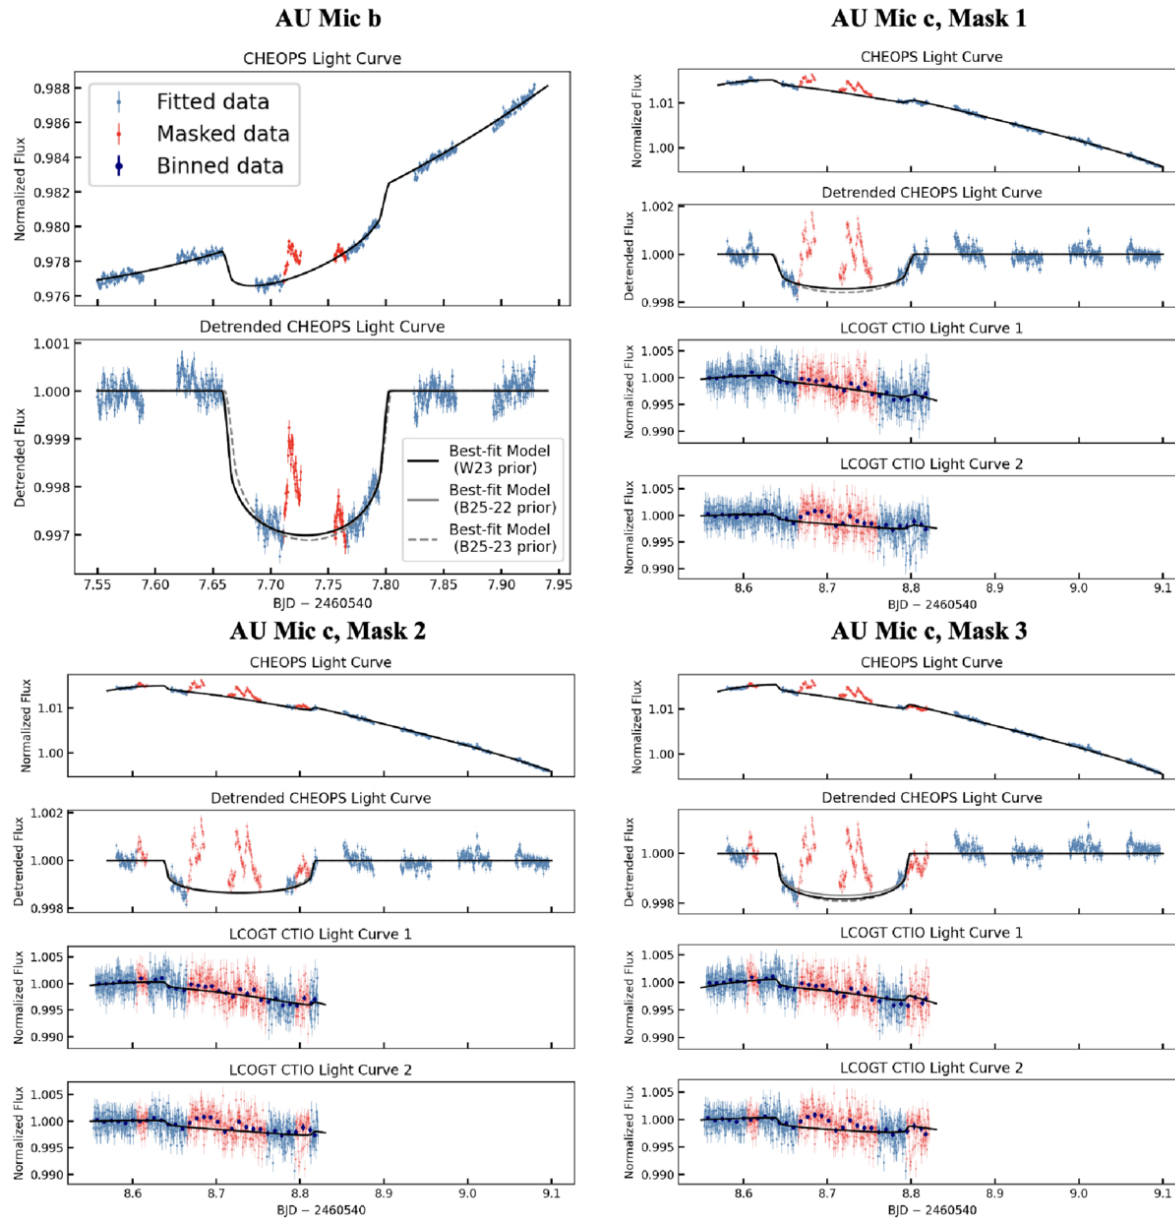 AU Mic b
CHEOPS Light Curve
Normalized Flux
0.988
0.986
0.984
0.982
0.980
0.978
0.976
Fitted data
Masked data
Binned data
Detrended CHEOPS Light Curve
Detrended Flux
1.001
1.000
0.999
0.998
0.997
Best-fit Model
(W23 prior)
Best-fit Model
(B25-22 prior)
Best-fit Model
(B25-23 prior)
7.55 7.60 7.65 7.70 7.75 7.80 7.85 7.90 7.95
BJD − 2460540
AU Mic c, Mask 1
CHEOPS Light Curve
Normalized Flux
1.01
1.00
Detrended CHEOPS Light Curve
Detrended Flux
1.002
1.000
0.998
LCOGT CTIO Light Curve 1
Normalized Flux
1.005
1.000
0.995
0.990
LCOGT CTIO Light Curve 2
Normalized Flux
1.005
1.000
0.995
0.990
8.6 8.7 8.8 8.9 9.0 9.1
BJD − 2460540
AU Mic c, Mask 2
CHEOPS Light Curve
Normalized Flux
1.01
1.00
Detrended CHEOPS Light Curve
Detrended Flux
1.002
1.000
0.998
LCOGT CTIO Light Curve 1
Normalized Flux
1.005
1.000
0.995
0.990
LCOGT CTIO Light Curve 2
Normalized Flux
1.005
1.000
0.995
0.990
8.6 8.7 8.8 8.9 9.0 9.1
BJD − 2460540
AU Mic c, Mask 3
CHEOPS Light Curve
Normalized Flux
1.01
1.00
Detrended CHEOPS Light Curve
Detrended Flux
1.002
1.000
0.998
LCOGT CTIO Light Curve 1
Normalized Flux
1.005
1.000
0.995
0.990
LCOGT CTIO Light Curve 2
Normalized Flux
1.005
1.000
0.995
0.990
8.6 8.7 8.8 8.9 9.0 9.1
BJD − 2460540